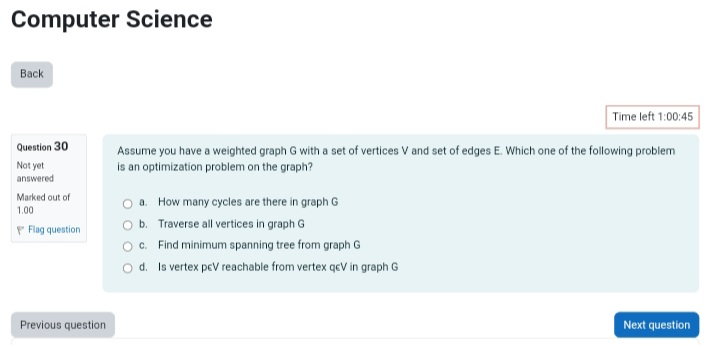 Computer Science
Back
Time left 1:00:45
Question 30
Not yet
answered
Marked out of
1.00
Flag question
Assume you have a weighted graph G with a set of vertices V and set of edges E. Which one of the following problem
is an optimization problem on the graph?
a. How many cycles are there in graph G
b. Traverse all vertices in graph G
c. Find minimum spanning tree from graph G
d. Is vertex pϵV reachable from vertex qϵV in graph G
Previous question
Next question